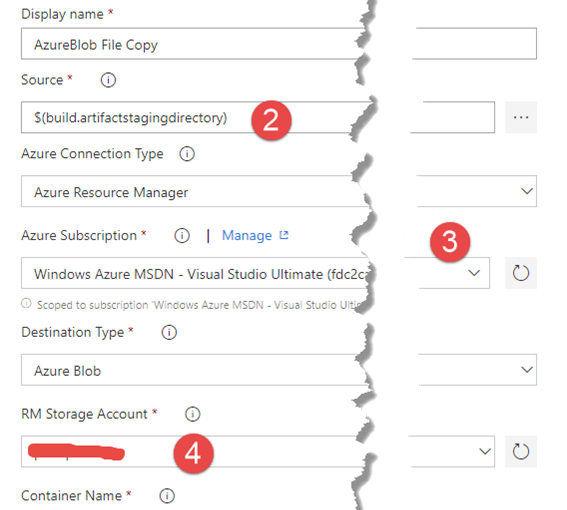 Display name *
AzureBlob File Copy
Source *
$(build.artifactstagingdirectory) 2 ...
Azure Connection Type
Azure Resource Manager
Azure Subscription * | Manage 3
Windows Azure MSDN - Visual Studio Ultimate (fdc2c
Scoped to subscription 'Windows Azure MSDN - Visual Studio
Destination Type *
Azure Blob
RM Storage Account *
4
Container Name *